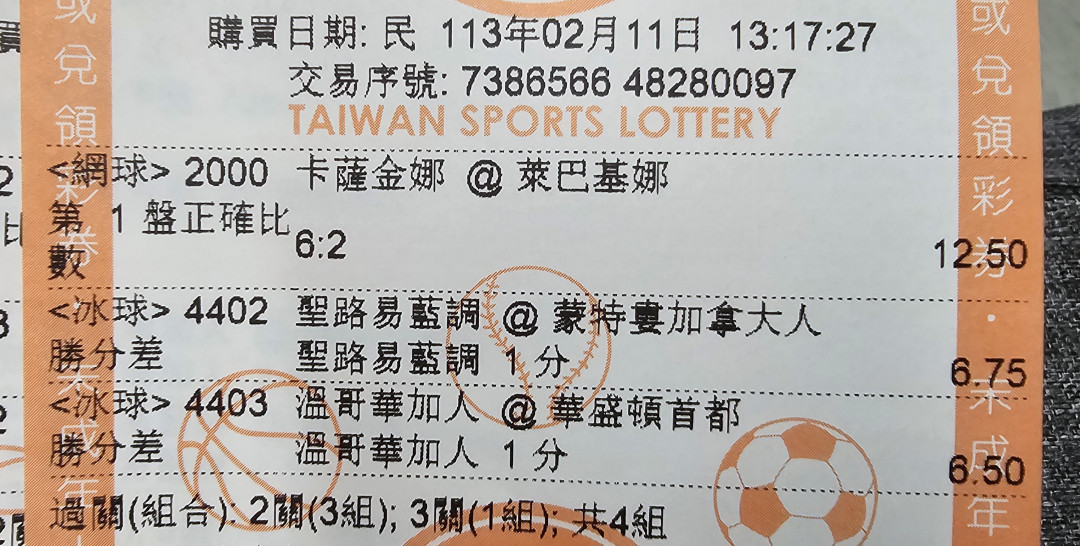 購買日期: 民 113年02月11日 13:17:27
交易序號: 7386566 48280097
TAIWAN SPORTS LOTTERY
<網球> 2000 卡薩金娜 @ 萊巴基娜
第 1 盤正確比
數 6:2 12.50
<冰球> 4402 聖路易藍調 @ 蒙特婁加拿大人
勝分差 聖路易藍調 1 分 6.75
<冰球> 4403 溫哥華加人 @ 華盛頓首都
勝分差 溫哥華加人 1 分 6.50
過關(組合): 2關(3組); 3關(1組); 共4組
或兌領彩券
或兌領彩券・未成年